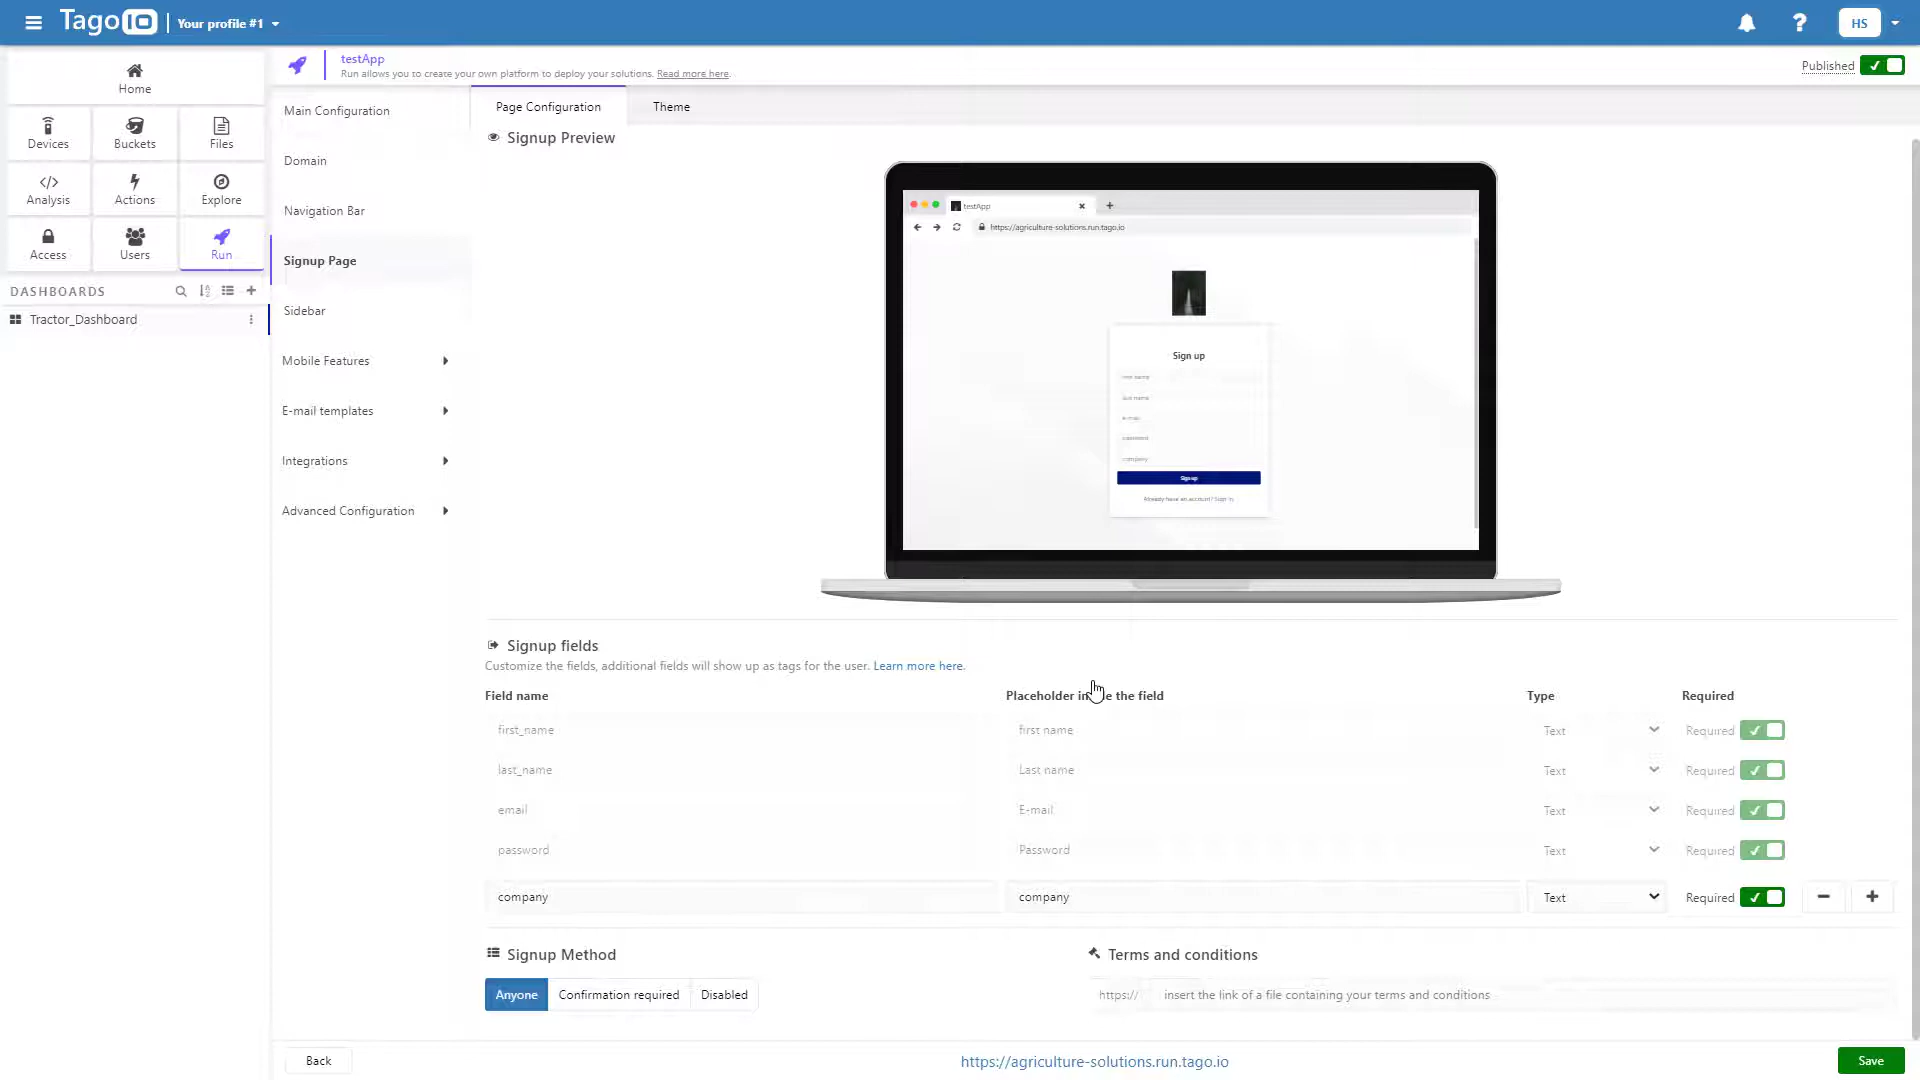 TagoIO
Your profile #1
HS
Home
Devices
Buckets
Files
Analysis
Actions
Explore
Access
Users
Run
DASHBOARDS
Tractor_Dashboard
testApp
Run allows you to create your own platform to deploy your solutions. Read more here.
Published
Main Configuration
Domain
Navigation Bar
Signup Page
Sidebar
Mobile Features
E-mail templates
Integrations
Advanced Configuration
Page Configuration
Theme
Signup Preview
testApp
https://agriculture-solutions.run.tago.io
Sign up
first name
last name
e-mail
password
company
Sign up
Already have an account? Sign in
Signup fields
Customize the fields, additional fields will show up as tags for the user. Learn more here.
Field name
Placeholder the field
Type
Required
first_name
first name
Text
Required
last_name
Last name
Text
Required
email
E-mail
Text
Required
password
Password
Text
Required
company
company
Text
Required
Signup Method
Anyone
Confirmation required
Disabled
Terms and conditions
https://
insert the link of a file containing your terms and conditions
Back
https://agriculture-solutions.run.tago.io
Save